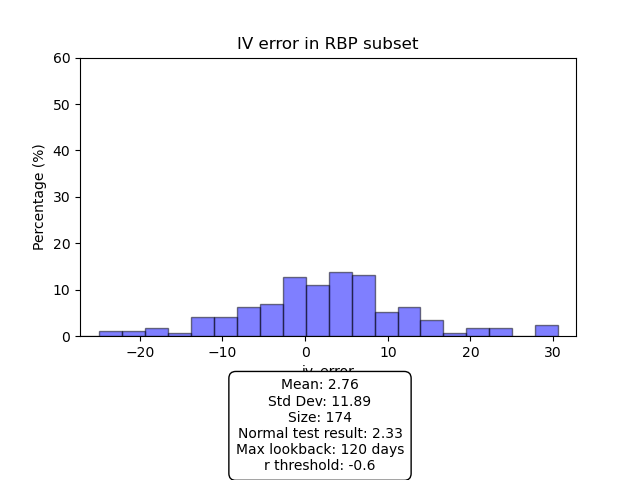 IV error in RBP subset
60
50
40
30
20
10
0
Percentage (%)
−20
−10
0
10
20
30
iv_error
Mean: 2.76
Std Dev: 11.89
Size: 174
Normal test result: 2.33
Max lookback: 120 days
r threshold: -0.6